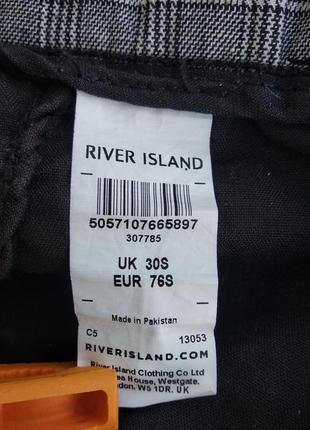 RIVER ISLAND
5057107665897
307785
UK 30S
EUR 76S
Made in Pakistan
C5 13053
RIVERISLAND.COM
River Island Clothing Co Ltd
House, Westgate,
London. W5 1DR. UK